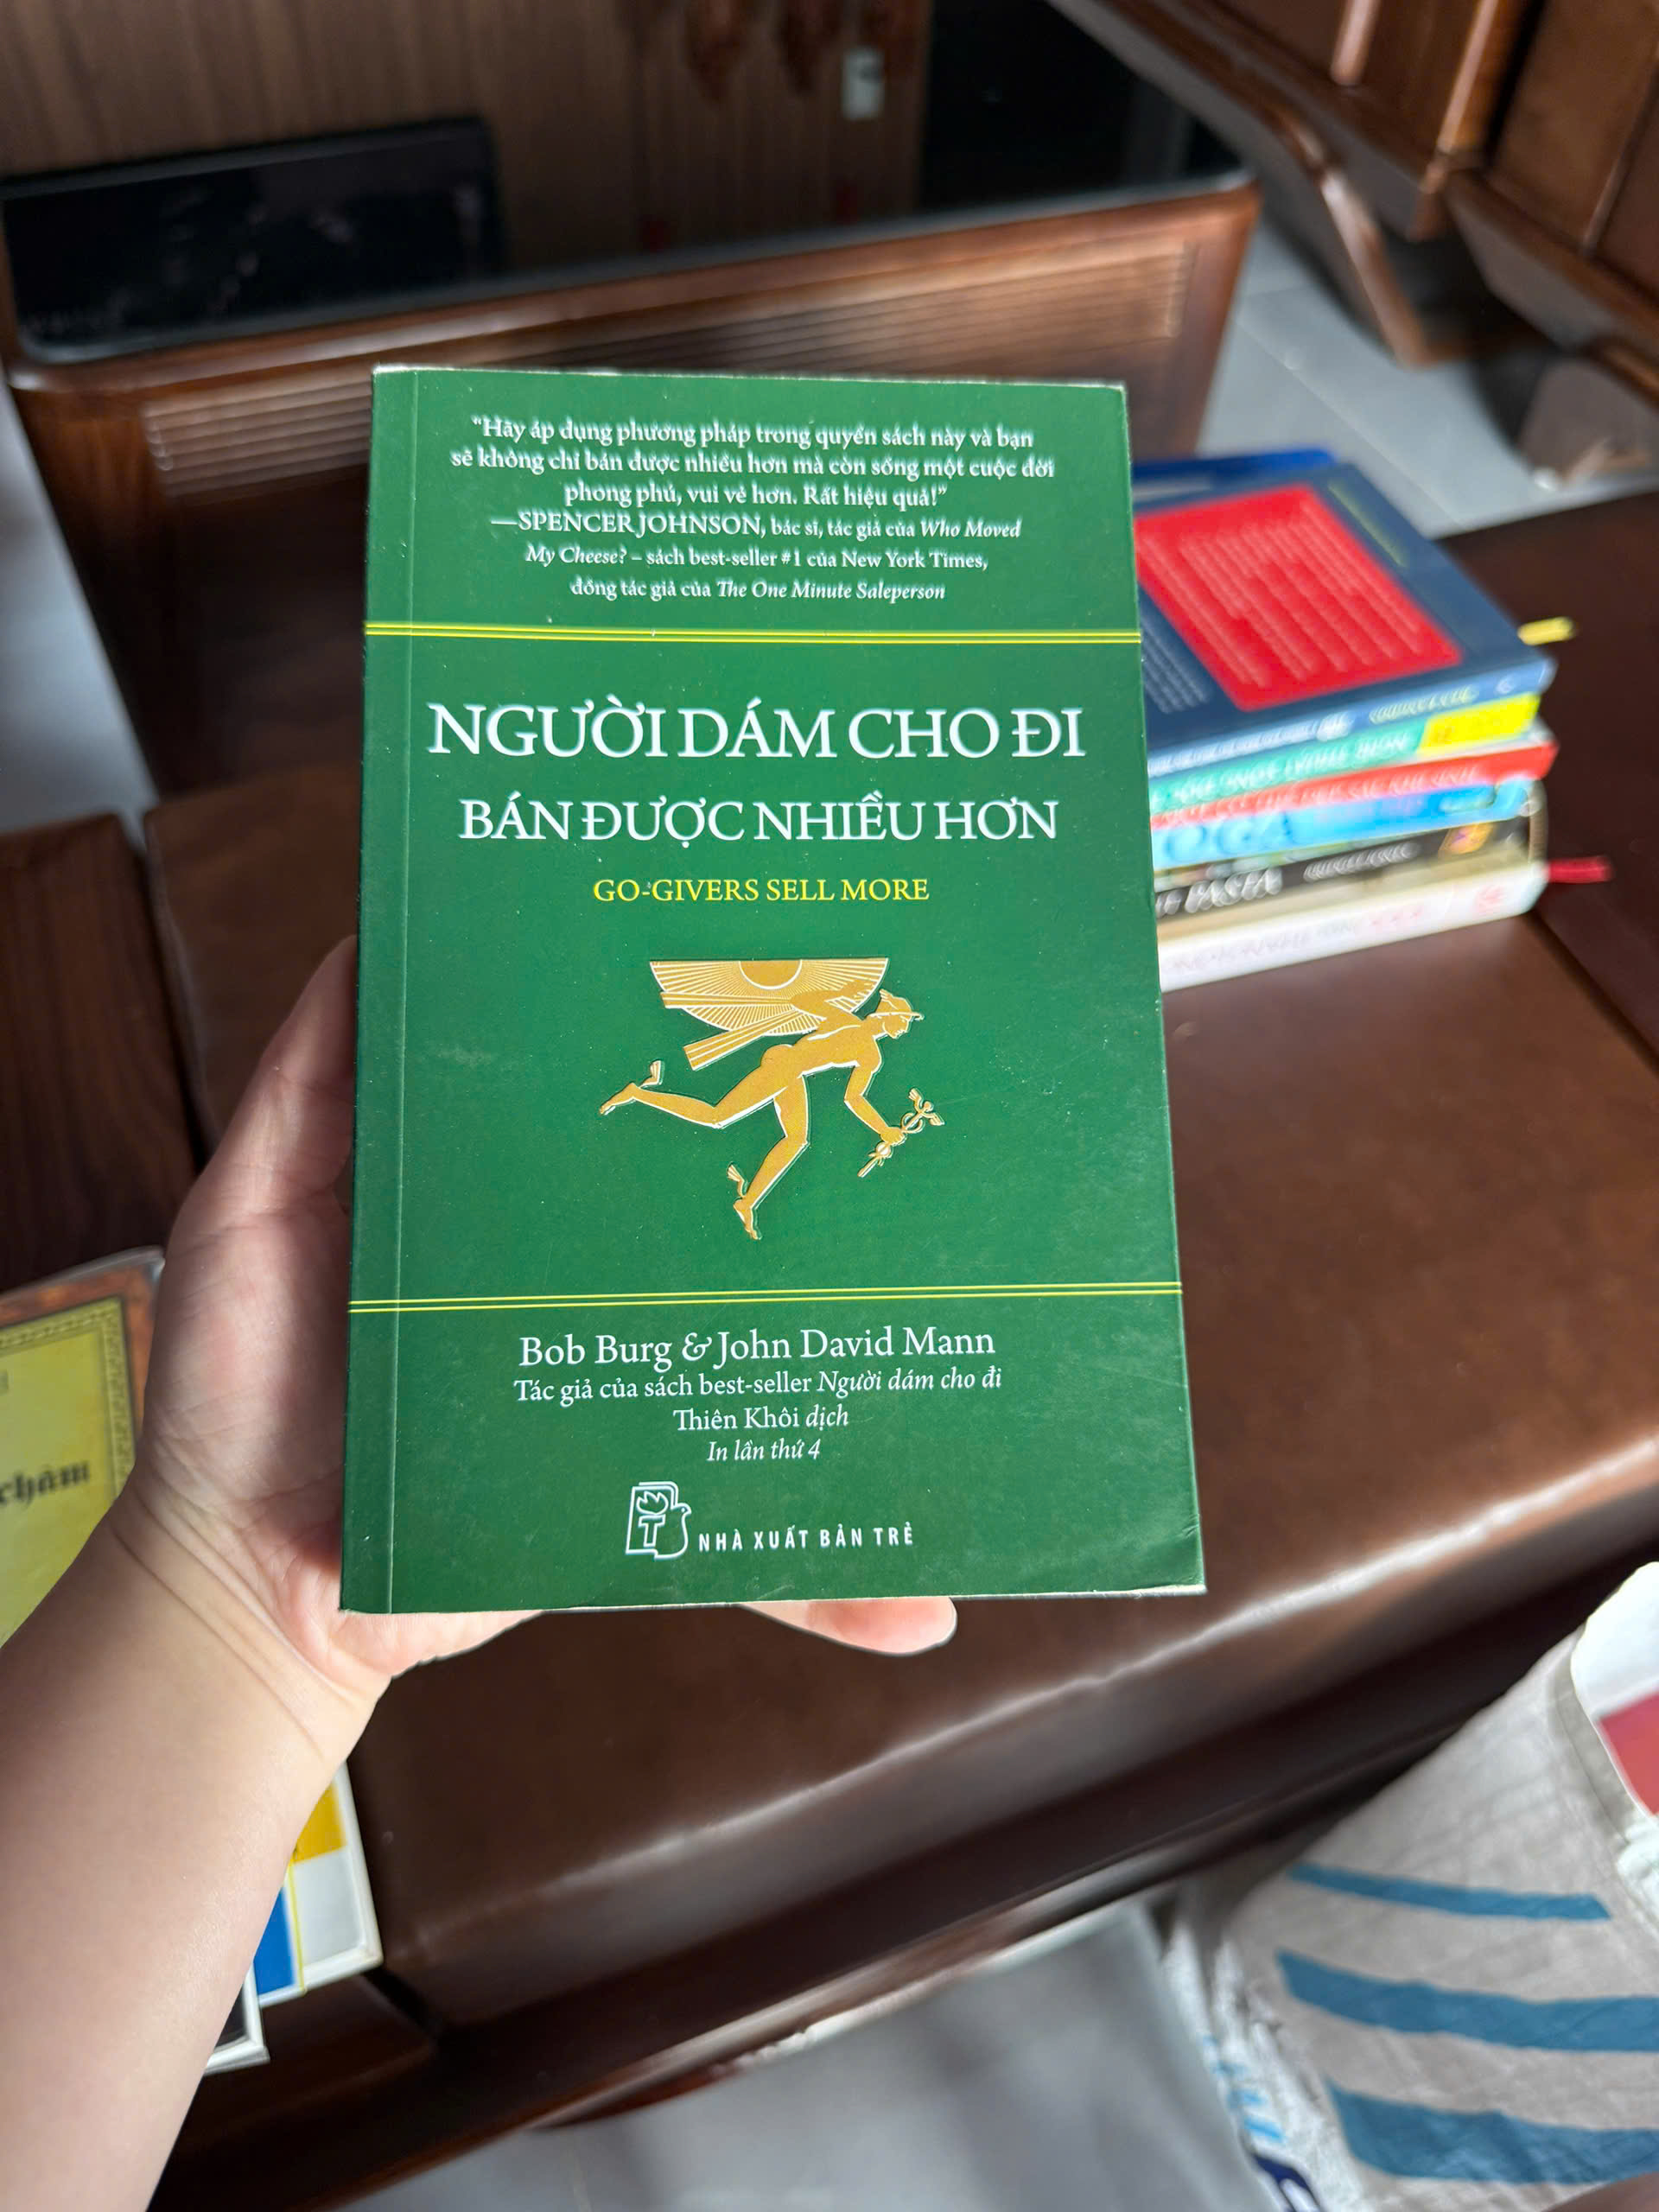 "Hãy áp dụng phương pháp trong quyển sách này và bạn
sẽ không chỉ bán được nhiều hơn mà còn sống một cuộc đời
phong phú, vui vẻ hơn. Rất hiệu quả!"
—SPENCER JOHNSON, bác sĩ, tác giả của Who Moved
My Cheese? – sách best-seller #1 của New York Times,
đồng tác giả của The One Minute Saleperson
NGƯỜI DÁM CHO ĐI
BÁN ĐƯỢC NHIỀU HƠN
GO-GIVERS SELL MORE
Bob Burg & John David Mann
Tác giả của sách best-seller Người dám cho đi
Thiên Khôi dịch
In lần thứ 4
NHÀ XUẤT BẢN TRẺ
chàm
PASTA